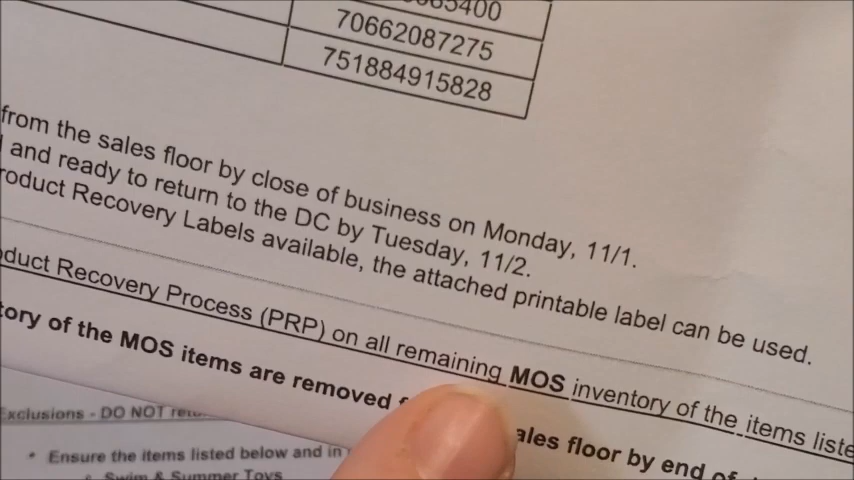 70662087275
751884915828
from the sales floor by close of business on Monday, 11/1.
and ready to return to the DC by Tuesday, 11/2.
roduct Recovery Labels available, the attached printable label can be used.
oduct Recovery Process (PRP) on all remaining MOS inventory of the items liste
tory of the MOS items are removed
ales floor by end of
Exclusions - DO NOT retu
* Ensure the items listed below and in
Swim & Summer Toys